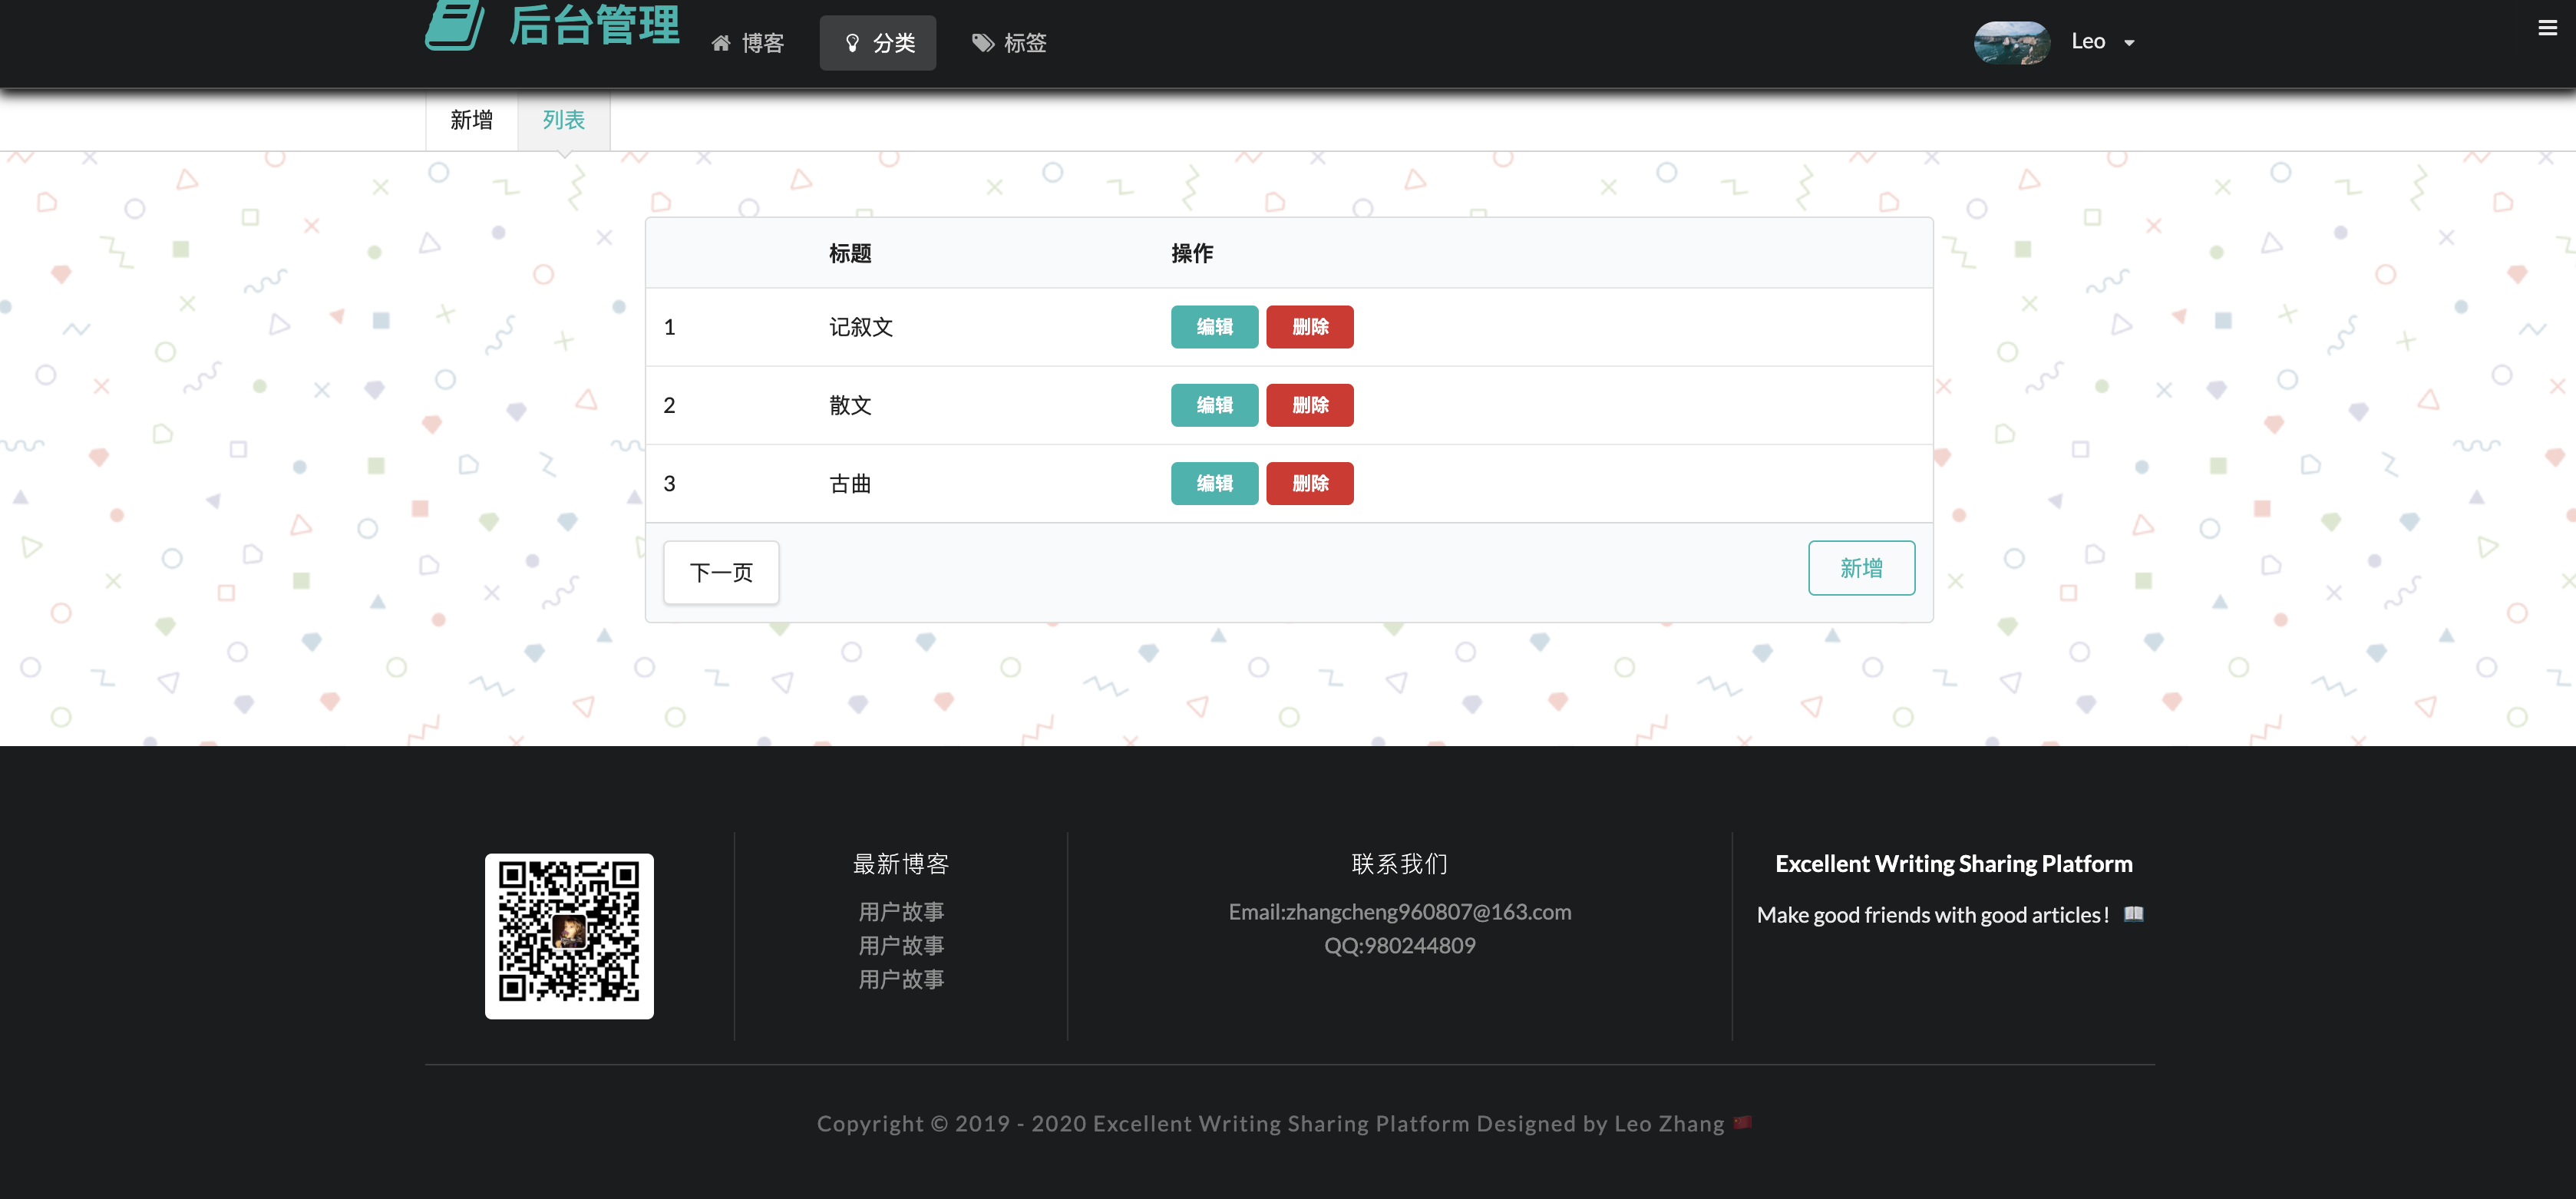 后台管理
博客
分类
标签
Leo
新增
列表
标题 操作
1 记叙文 编辑 删除
2 散文 编辑 删除
3 古曲 编辑 删除
下一页
新增
最新博客
用户故事
用户故事
用户故事
联系我们
Email:zhangcheng960807@163.com
QQ:980244809
Excellent Writing Sharing Platform
Make good friends with good articles！ 📖
Copyright © 2019 - 2020 Excellent Writing Sharing Platform Designed by Leo Zhang 🇨🇳